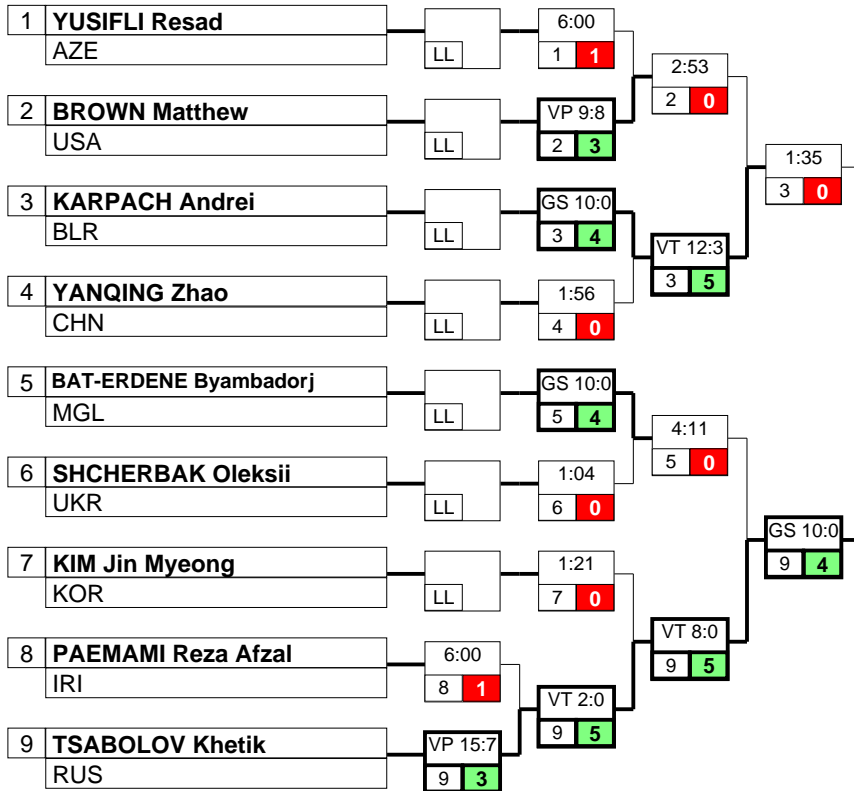 1 YUSIFLI Resad
AZE
LL
6:00
1 1
2:53
2 0
2 BROWN Matthew
USA
LL
VP 9:8
2 3
1:35
3 0
3 KARPACH Andrei
BLR
LL
GS 10:0
3 4
VT 12:3
3 5
4 YANQING Zhao
CHN
LL
1:56
4 0
5 BAT-ERDENE Byambadorj
MGL
LL
GS 10:0
5 4
4:11
5 0
6 SHCHERBAK Oleksii
UKR
LL
1:04
6 0
GS 10:0
9 4
7 KIM Jin Myeong
KOR
LL
1:21
7 0
VT 8:0
9 5
8 PAEMAMI Reza Afzal
IRI
6:00
8 1
VT 2:0
9 5
9 TSABOLOV Khetik
RUS
VP 15:7
9 3